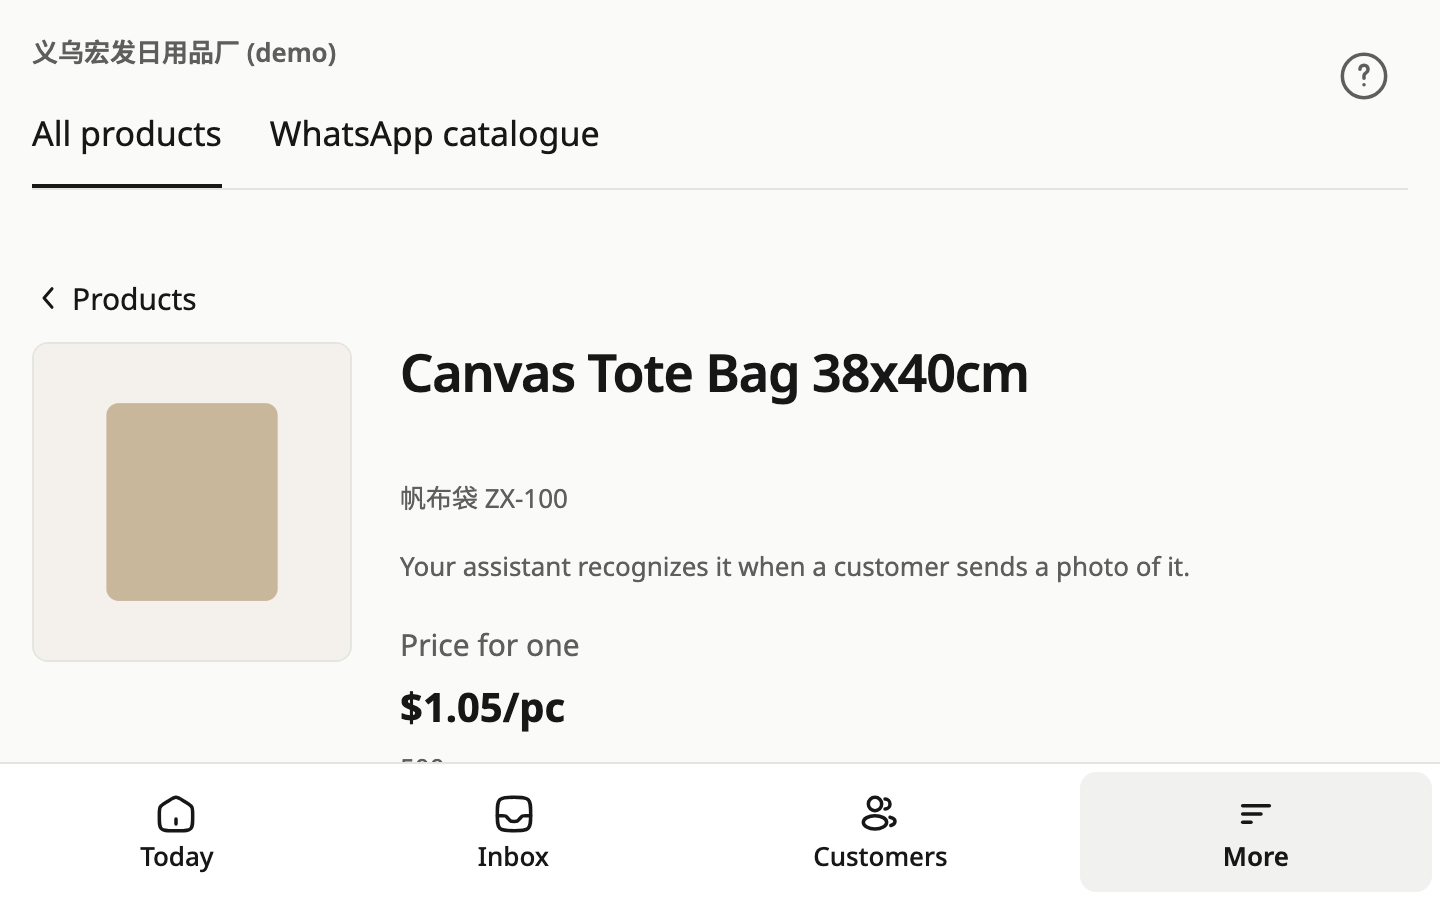 义乌宏发日用品厂 (demo)
All products
WhatsApp catalogue
Products
Canvas Tote Bag 38x40cm
帆布袋 ZX-100
Your assistant recognizes it when a customer sends a photo of it.
Price for one
$1.05/pc
Today
Inbox
Customers
More